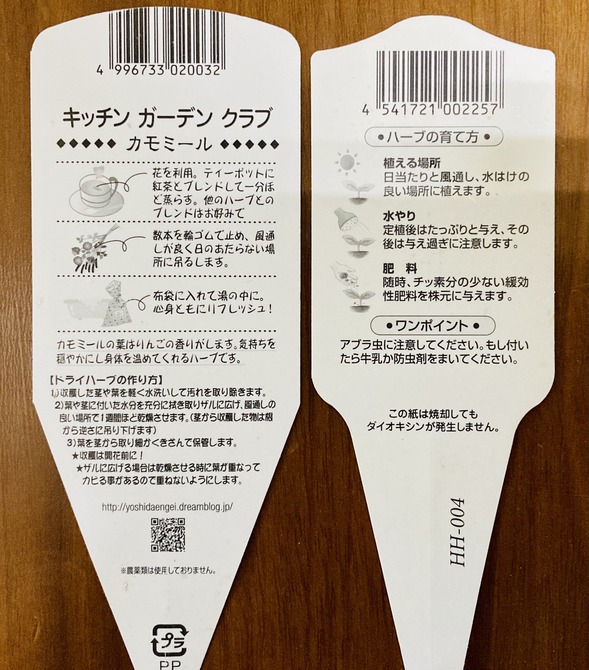 4 996733 020032
キッチン ガーデン クラブ
◆◆◆◆◆ カモミール ◆◆◆◆◆
花を利用。ティーポットに
紅茶とブレンドして一分ほ
ど蒸らす。他のハーブとの
ブレンドはお好みで
数本を輪ゴムで止め、風通
しが良く日のあたらない場
所に吊るします。
布袋に入れて湯の中に。
心身ともにリフレッシュ！
カモミールの葉はりんごの香りがします。気持ちを
穏やかにし身体を温めてくれるハーブです。
【ドライハーブの作り方】
1)収穫した茎や葉を軽く水洗いして汚れを取り除きます。
2)葉や茎に付いた水分を充分に拭き取りザルに広げ、風通しの
良い場所で1週間ほど乾燥させます。(茎から収穫した物は樹
から逆さに吊り下げます)
3)葉を茎から取り細かくきざんで保管します。
★収穫は開花前に！
★ザルに広げる場合は乾燥させる時に葉が重なって
カビる事があるので重ねないようにします。
http://yoshidaengei.dreamblog.jp/
※農薬類は使用しておりません。
プラ
PP
4 541721 002257
●ハーブの育て方●
植える場所
日当たりと風通し、水はけの
良い場所に植えます。
水やり
定植後はたっぷりと与え、その
後は与え過ぎに注意します。
肥 料
随時、チッ素分の少ない緩効
性肥料を株元に与えます。
●ワンポイント●
アブラ虫に注意してください。もし付い
たら牛乳か防虫剤をまいてください。
この紙は焼却しても
ダイオキシンが発生しません。
HH-004